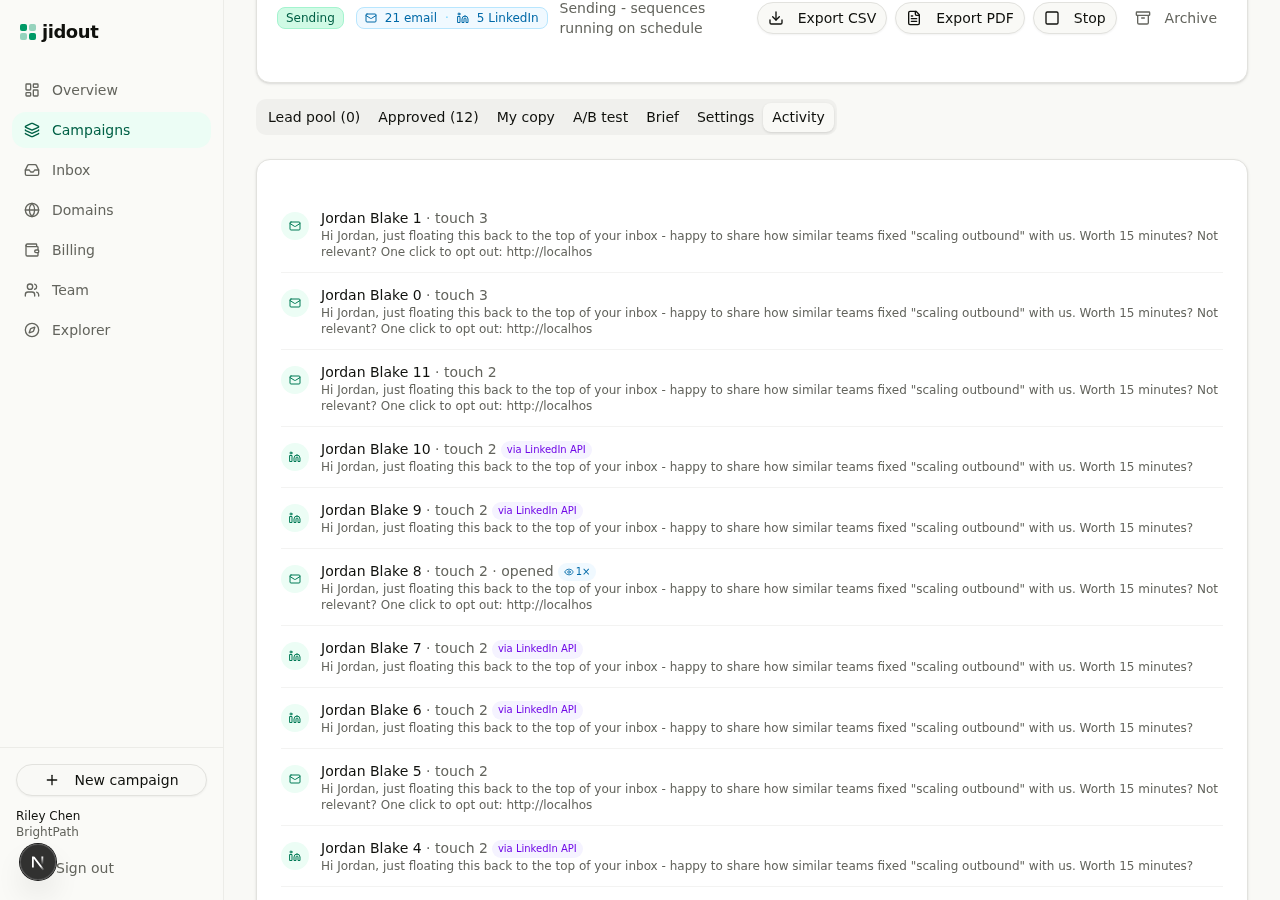 jidout
Overview
Campaigns
Inbox
Domains
Billing
Team
Explorer
New campaign
Riley Chen
BrightPath
N
Sign out
Sending
21 email · 5 LinkedIn
Sending - sequences
running on schedule
Export CSV
Export PDF
Stop
Archive
Lead pool (0) Approved (12) My copy A/B test Brief Settings Activity
Jordan Blake 1 · touch 3
Hi Jordan, just floating this back to the top of your inbox - happy to share how similar teams fixed "scaling outbound" with us. Worth 15 minutes? Not
relevant? One click to opt out: http://localhos
Jordan Blake 0 · touch 3
Hi Jordan, just floating this back to the top of your inbox - happy to share how similar teams fixed "scaling outbound" with us. Worth 15 minutes? Not
relevant? One click to opt out: http://localhos
Jordan Blake 11 · touch 2
Hi Jordan, just floating this back to the top of your inbox - happy to share how similar teams fixed "scaling outbound" with us. Worth 15 minutes? Not
relevant? One click to opt out: http://localhos
Jordan Blake 10 · touch 2 via LinkedIn API
Hi Jordan, just floating this back to the top of your inbox - happy to share how similar teams fixed "scaling outbound" with us. Worth 15 minutes?
Jordan Blake 9 · touch 2 via LinkedIn API
Hi Jordan, just floating this back to the top of your inbox - happy to share how similar teams fixed "scaling outbound" with us. Worth 15 minutes?
Jordan Blake 8 · touch 2 · opened 1×
Hi Jordan, just floating this back to the top of your inbox - happy to share how similar teams fixed "scaling outbound" with us. Worth 15 minutes? Not
relevant? One click to opt out: http://localhos
Jordan Blake 7 · touch 2 via LinkedIn API
Hi Jordan, just floating this back to the top of your inbox - happy to share how similar teams fixed "scaling outbound" with us. Worth 15 minutes?
Jordan Blake 6 · touch 2 via LinkedIn API
Hi Jordan, just floating this back to the top of your inbox - happy to share how similar teams fixed "scaling outbound" with us. Worth 15 minutes?
Jordan Blake 5 · touch 2
Hi Jordan, just floating this back to the top of your inbox - happy to share how similar teams fixed "scaling outbound" with us. Worth 15 minutes? Not
relevant? One click to opt out: http://localhos
Jordan Blake 4 · touch 2 via LinkedIn API
Hi Jordan, just floating this back to the top of your inbox - happy to share how similar teams fixed "scaling outbound" with us. Worth 15 minutes?